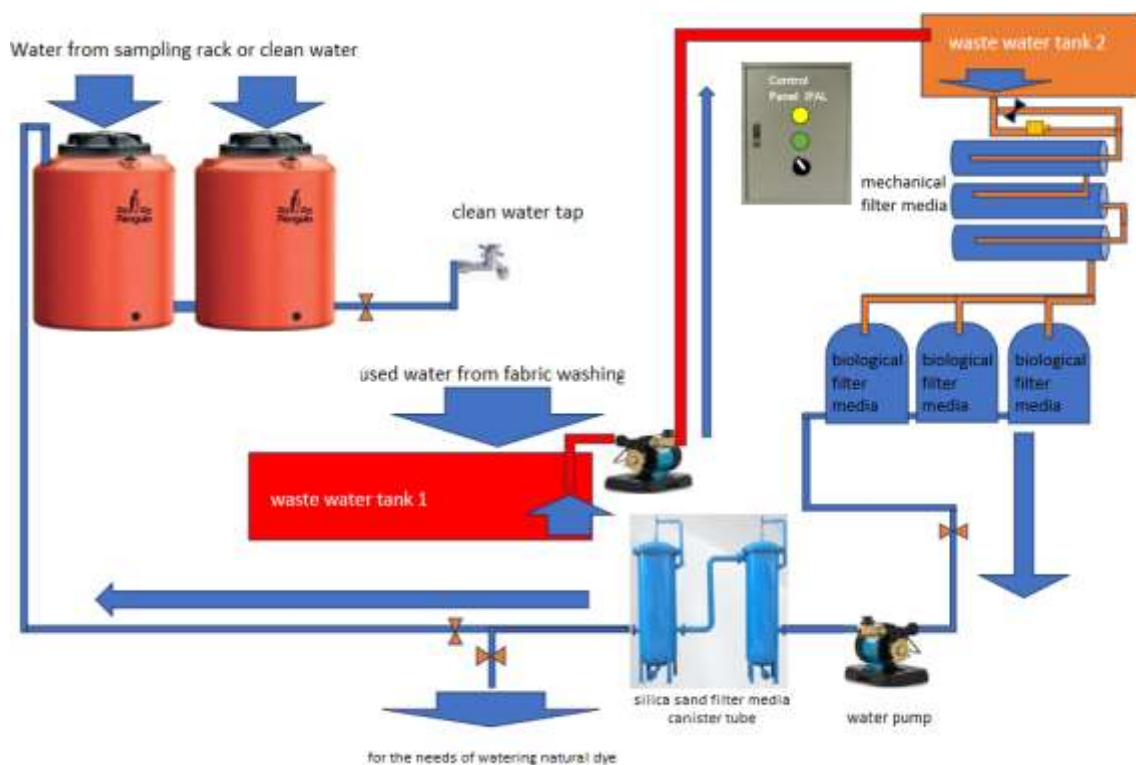 Water from sampling rack or clean water
waste water tank 2
Control
Panel IPAL
mechanical
filter media
Penguin
Penguin
clean water tap
biological
filter
media
biological
filter
media
biological
filter
media
used water from fabric washing
waste water tank 1
silica sand filter media
canister tube
water pump
for the needs of watering natural dye